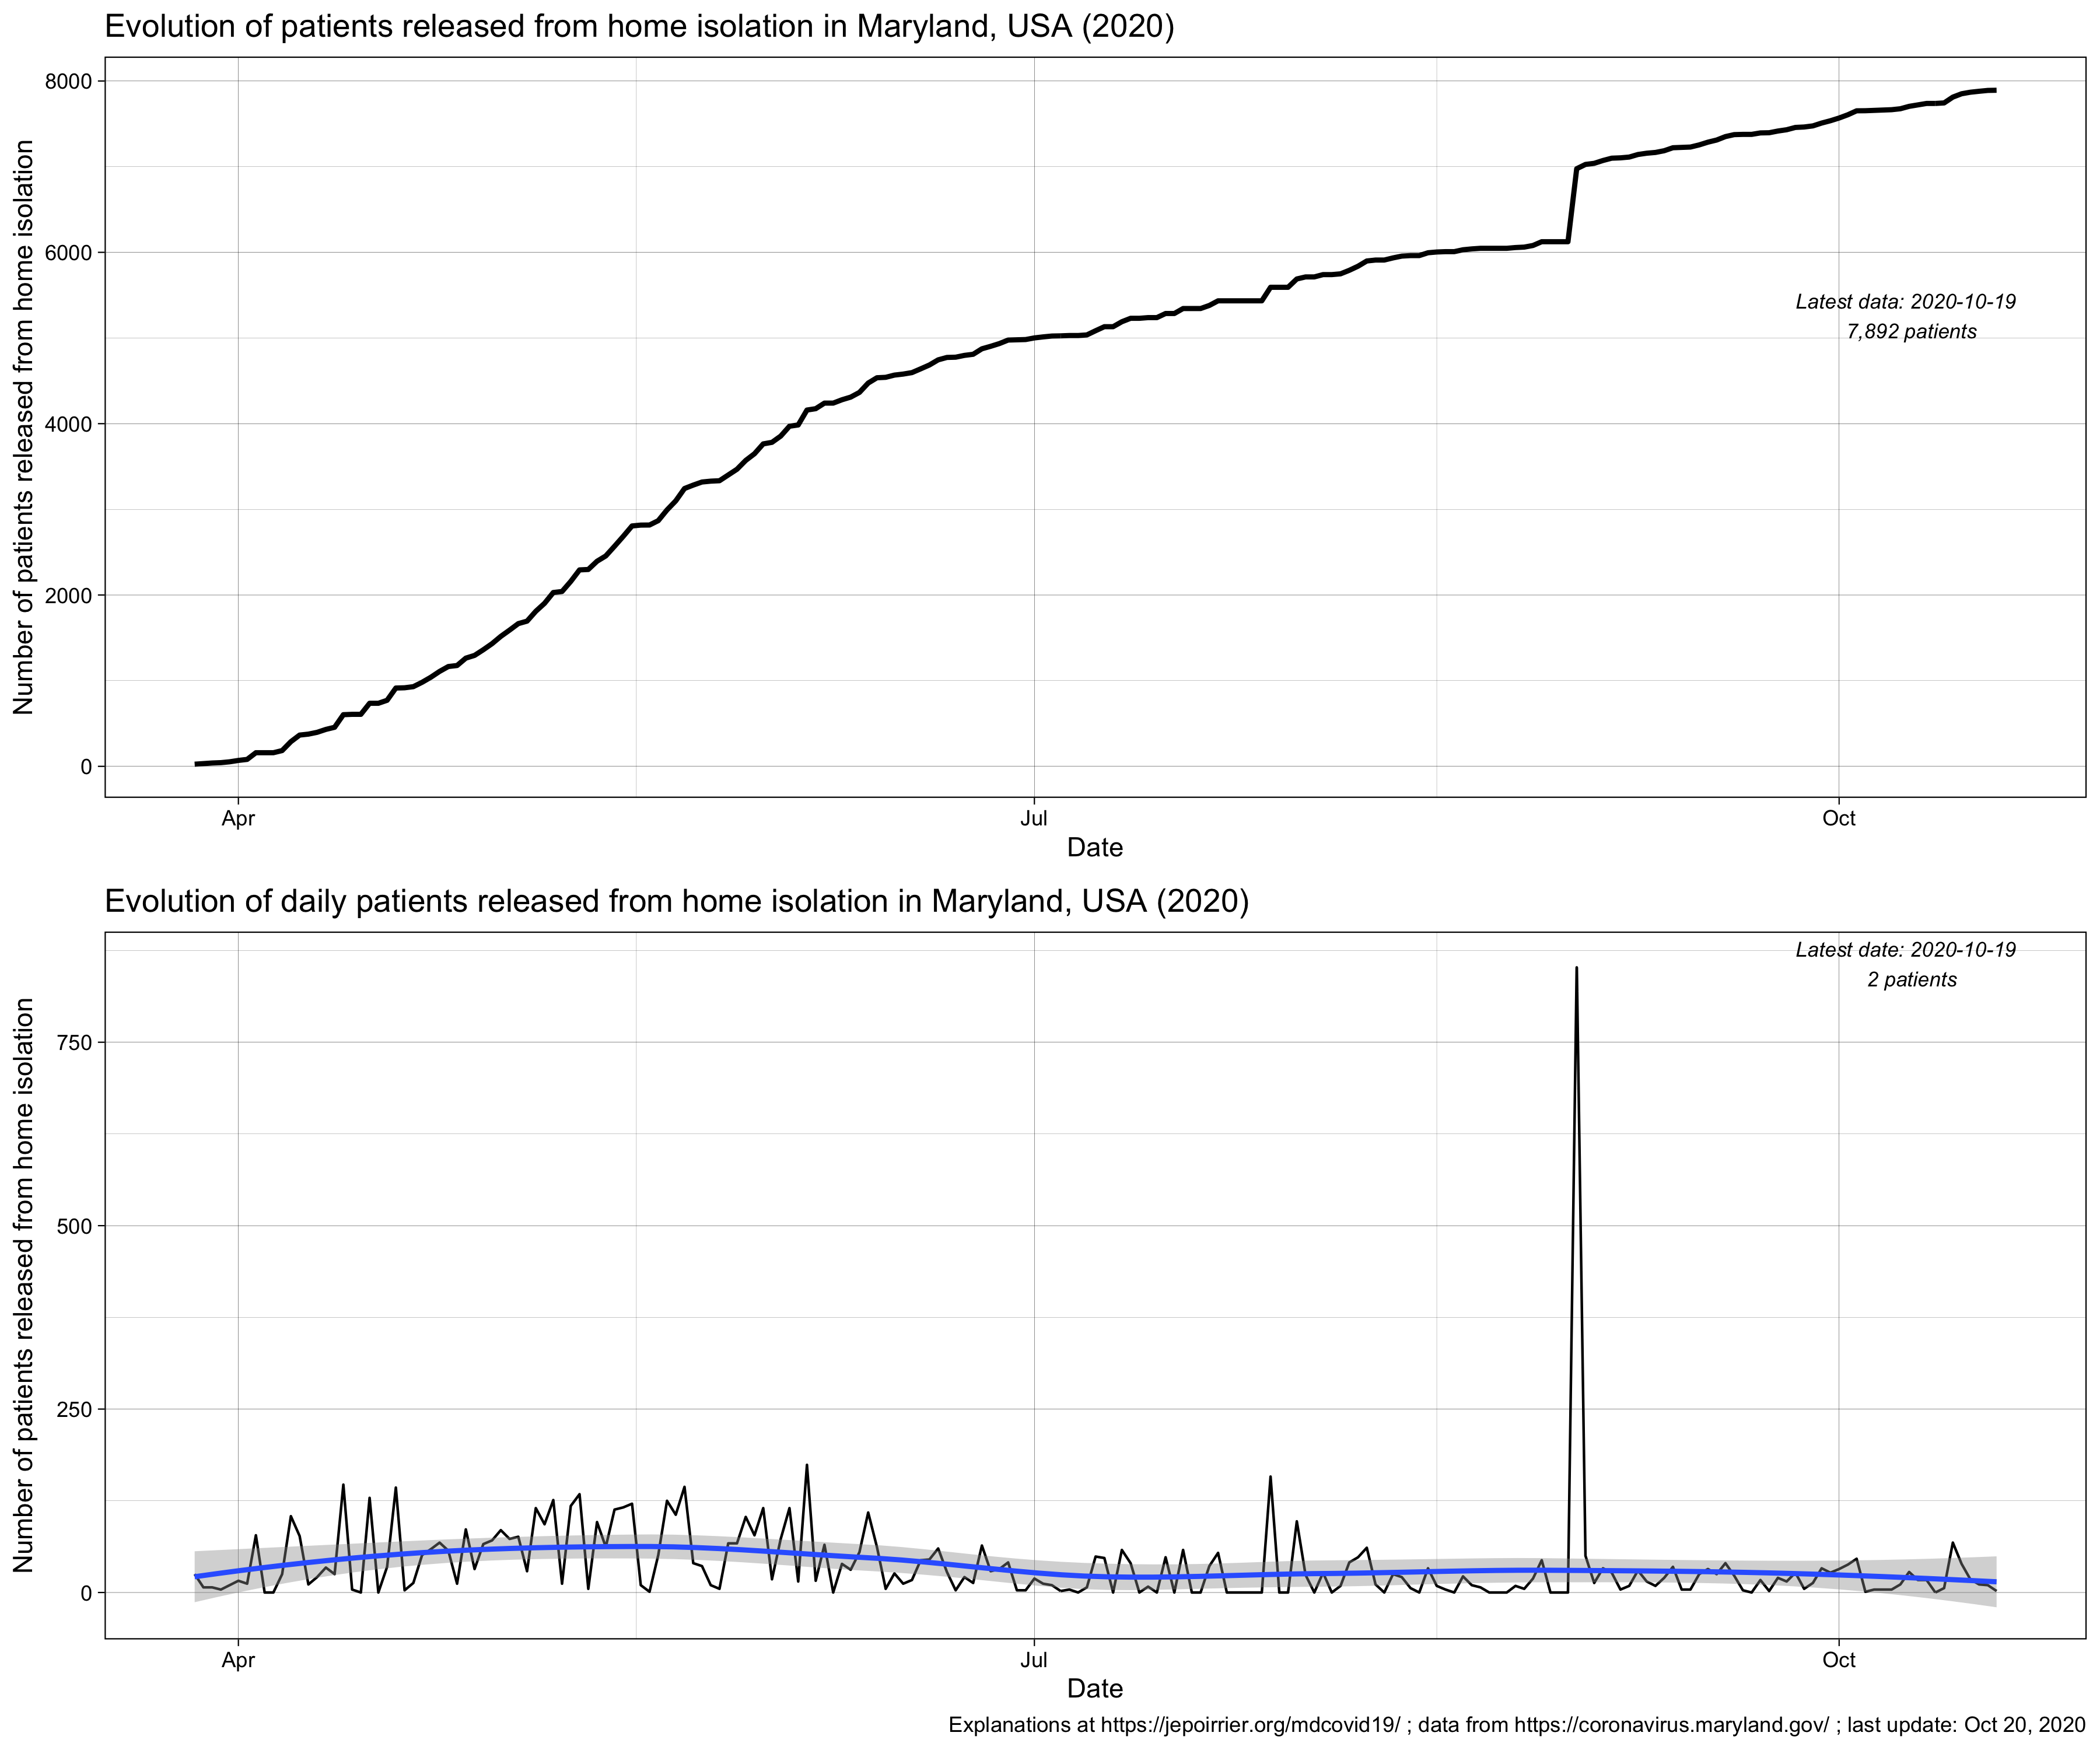 Evolution of patients released from home isolation in Maryland, USA (2020)
Number of patients released from home isolation
8000
6000
4000
2000
0
Latest data: 2020-10-19
7,892 patients
Apr
Jul
Oct
Date
Evolution of daily patients released from home isolation in Maryland, USA (2020)
Number of patients released from home isolation
Latest date: 2020-10-19
2 patients
750
500
250
0
Apr
Jul
Oct
Date
Explanations at https://jepoirrier.org/mdcovid19/ ; data from https://coronavirus.maryland.gov/ ; last update: Oct 20, 2020